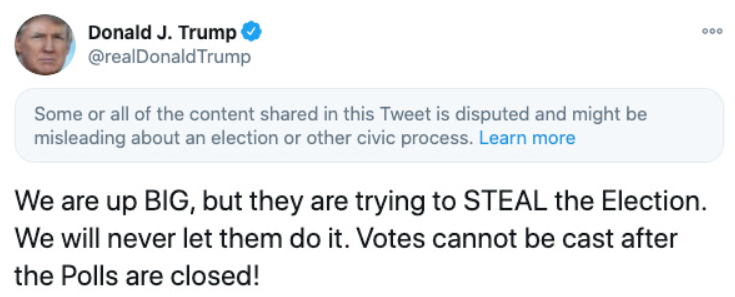 Donald J. Trump
@realDonaldTrump
Some or all of the content shared in this Tweet is disputed and might be
misleading about an election or other civic process. Learn more
We are up BIG, but they are trying to STEAL the Election.
We will never let them do it. Votes cannot be cast after
the Polls are closed!